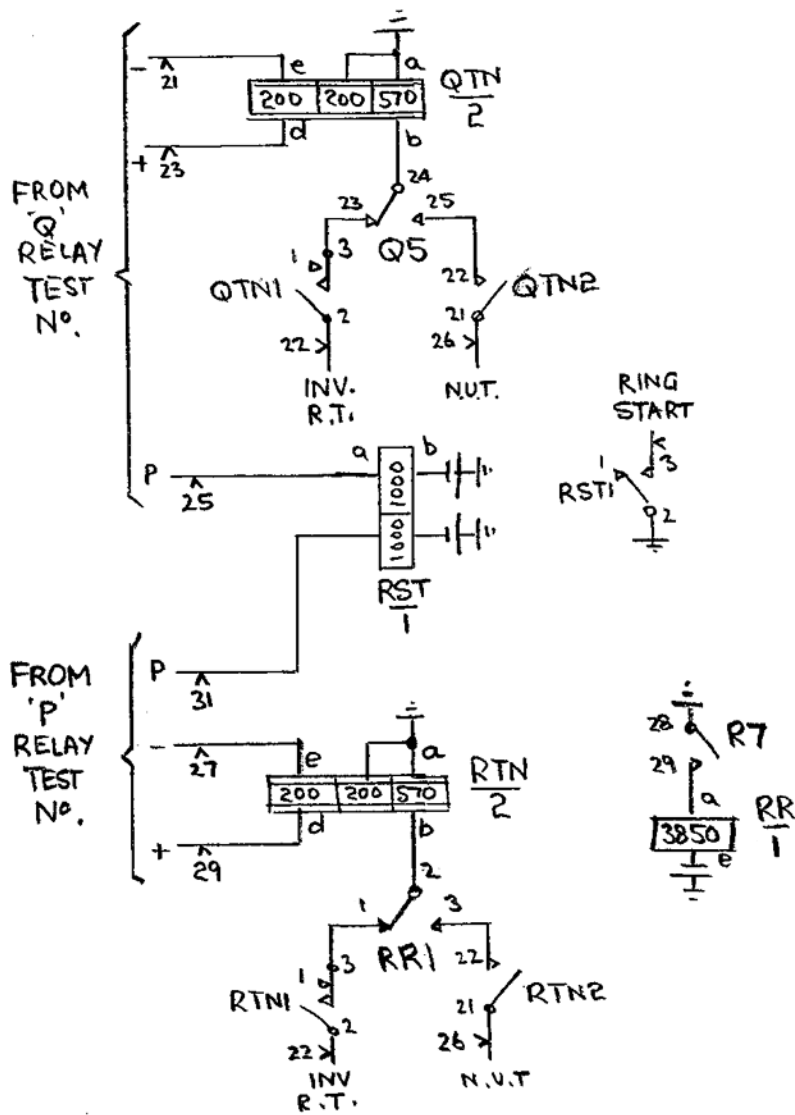 e
a
-
21
200
200
570
QTN
2
d
b
+
23
FROM
'Q'
RELAY
TEST
Nº.
24
23
25
Q5
1
3
22
QTN1
QTN2
2
21
22
26
INV.
R.T.
N.U.T.
RING
START
a
b
P
25
1000
1000
RST
1
1
3
RST1
2
P
31
FROM
'P'
RELAY
TEST
Nº.
-
27
e
a
200
200
570
RTN
2
d
b
+
29
28
R7
29
a
3850
RR
1
e
2
1
3
RR1
1
3
22
RTN1
RTN2
2
21
22
26
INV
R.T.
N.U.T